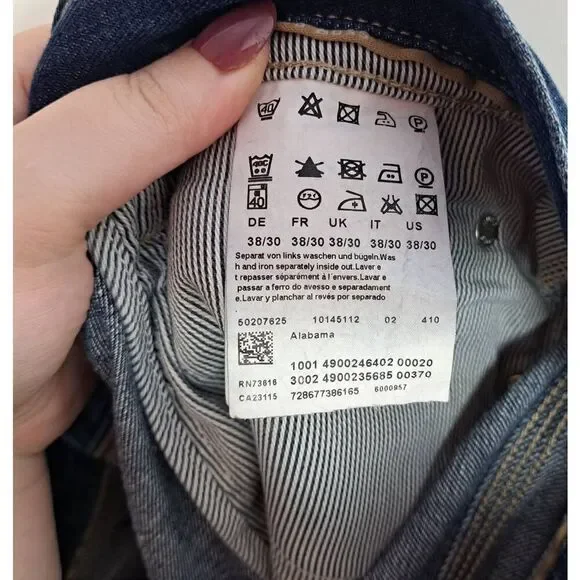 40 P
40C P
40
DE FR UK IT US
38/30 38/30 38/30 38/30 38/30
Separat von links waschen und bügeln.Was
h and iron separately inside out.Laver e
t repasser séparément à l'envers.Lavare e
passar a ferro do avesso e separadament
e.Lavar y planchar al revés por separado
50207625 10145112 02 410
Alabama
1001 4900246402 00020
RN73616 3002 4900235685 00370
CA23115 728677386165 6000957